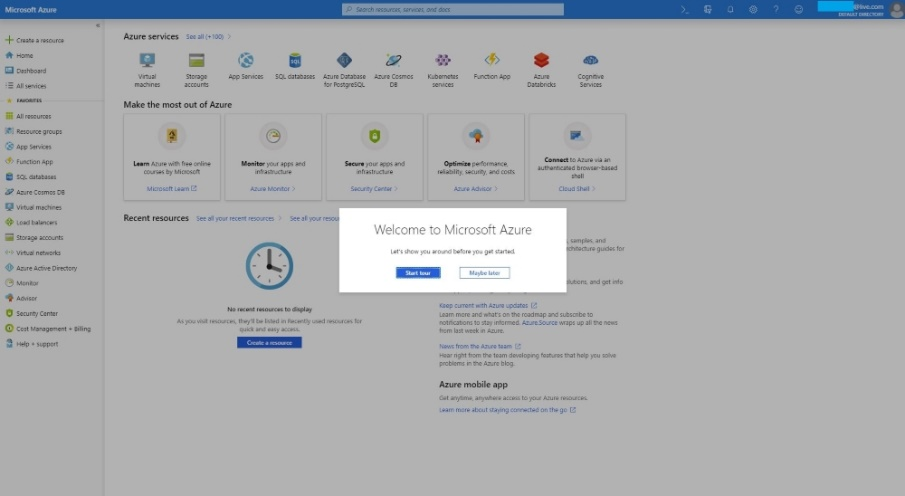 Microsoft Azure
Search resources, services, and docs
@live.com
DEFAULT DIRECTORY
Create a resource
Home
Dashboard
All services
FAVORITES
All resources
Resource groups
App Services
Function App
SQL databases
Azure Cosmos DB
Virtual machines
Load balancers
Storage accounts
Virtual networks
Azure Active Directory
Monitor
Advisor
Security Center
Cost Management + Billing
Help + support
Azure services See all (+100)
Virtual
machines
Storage
accounts
App Services
SQL databases
Azure Database
for PostgreSQL
Azure Cosmos
DB
Kubernetes
services
Function App
Azure
Databricks
Cognitive
Services
Make the most out of Azure
Learn Azure with free online
courses by Microsoft
Microsoft Learn
Monitor your apps and
infrastructure
Azure Monitor
Secure your apps and
infrastructure
Security Center
Optimize performance,
reliability, security, and costs
Azure Advisor
Connect to Azure via an
authenticated browser-based
shell
Cloud Shell
Recent resources See all your recent resources See all your
No recent resources to display
As you visit resources, they'll be listed in Recently used resources for
quick and easy access.
Create a resource
Welcome to Microsoft Azure
Let's show you around before you get started.
Start tour
Maybe later
samples, and
architecture guides for
solutions, and get info
Keep current with Azure updates
Learn more and what's on the roadmap and subscribe to
notifications to stay informed. Azure.Source wraps up all the news
from last week in Azure.
News from the Azure team
Hear right from the team developing features that help you solve
problems in the Azure blog.
Azure mobile app
Get anytime, anywhere access to your Azure resources.
Learn more about staying connected on the go